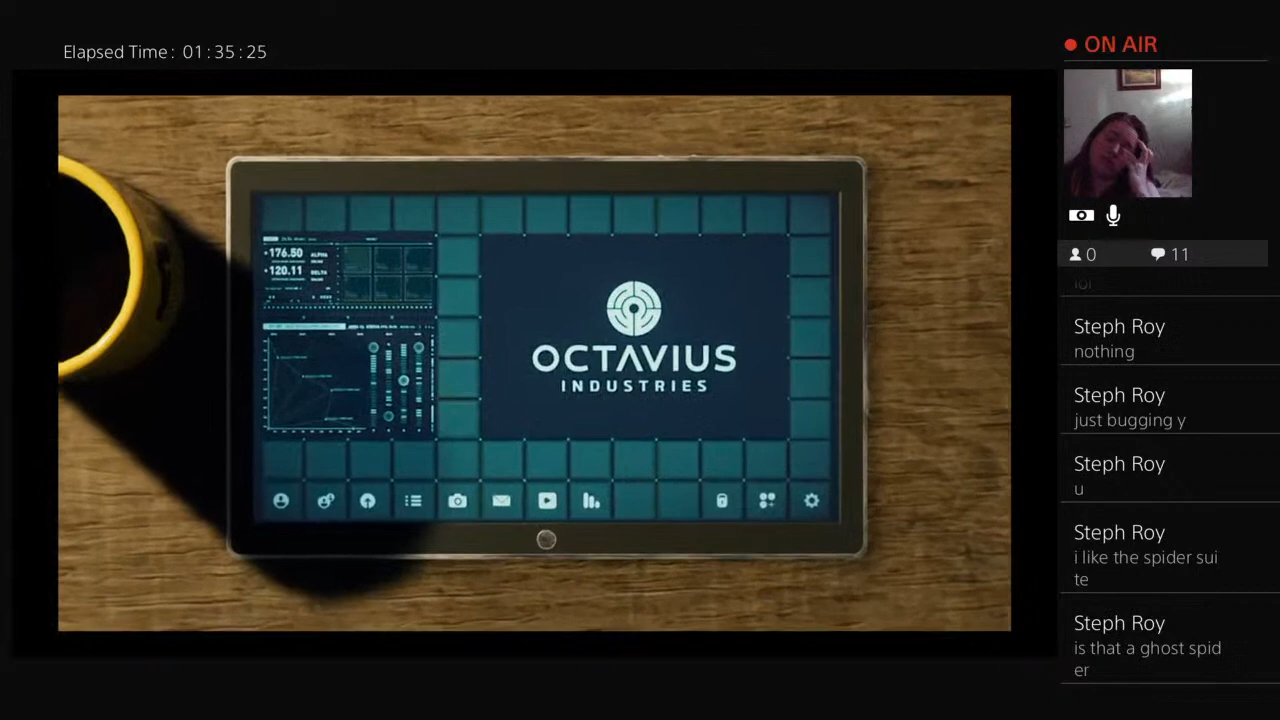 Elapsed Time: 01:35:25
ON AIR
0
11
lol
Steph Roy
nothing
Steph Roy
just bugging y
Steph Roy
u
Steph Roy
i like the spider sui
te
Steph Roy
is that a ghost spid
er
176.50 ALPHA
120.11 DELTA
OCTAVIUS
INDUSTRIES